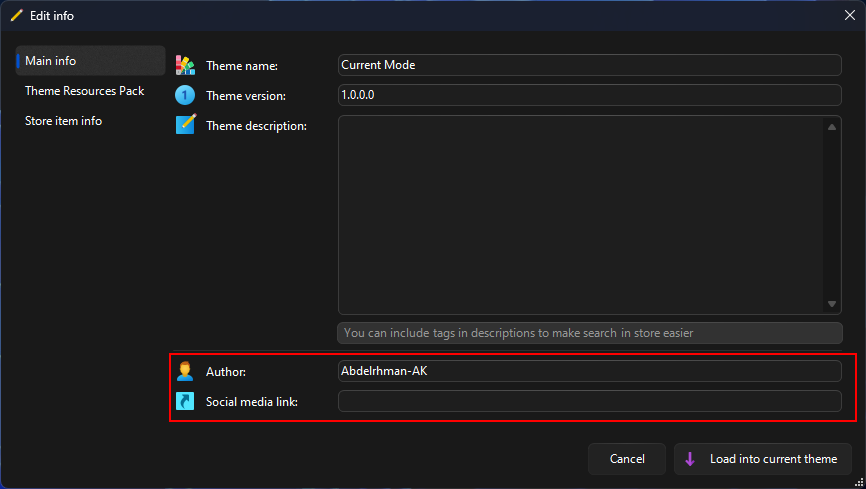 Edit info
Main info
Theme Resources Pack
Store item info
Theme name:
Current Mode
1
Theme version:
1.0.0.0
Theme description:
You can include tags in descriptions to make search in store easier
Author:
Abdelrhman-AK
Social media link:
Cancel
Load into current theme